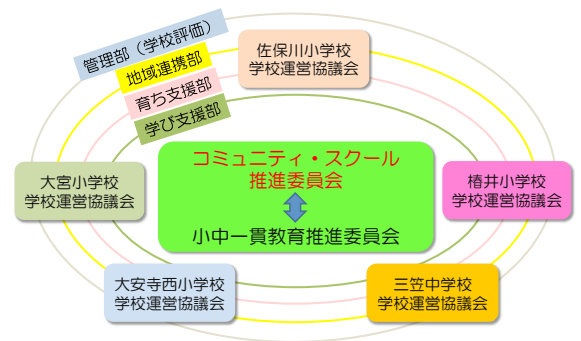 管理部（学校評価）
地域連携部
育ち支援部
学び支援部
佐保川小学校
学校運営協議会
コミュニティ・スクール
推進委員会
小中一貫教育推進委員会
大宮小学校
学校運営協議会
椿井小学校
学校運営協議会
大安寺西小学校
学校運営協議会
三笠中学校
学校運営協議会